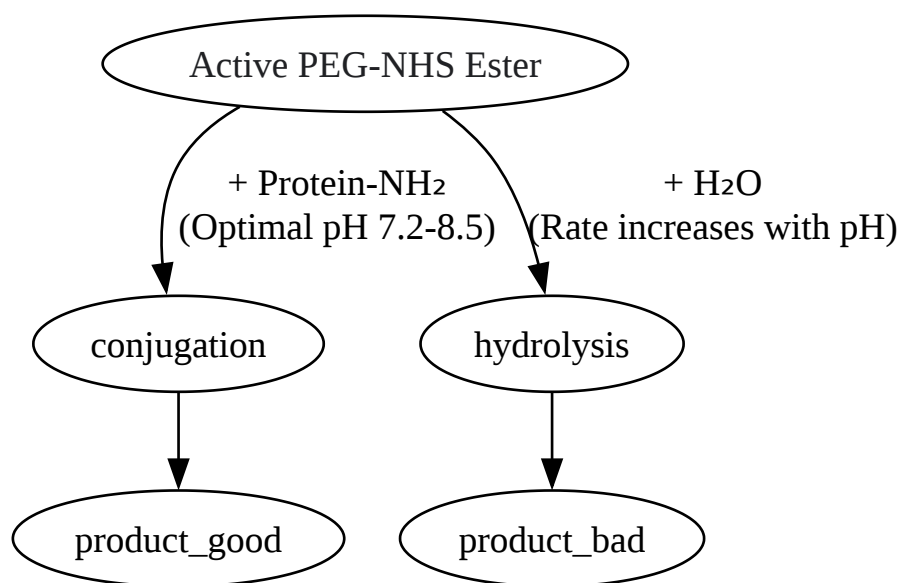 Active PEG-NHS Ester
+ Protein-NH₂
(Optimal pH 7.2-8.5)
+ H₂O
(Rate increases with pH)
conjugation
hydrolysis
product_good
product_bad